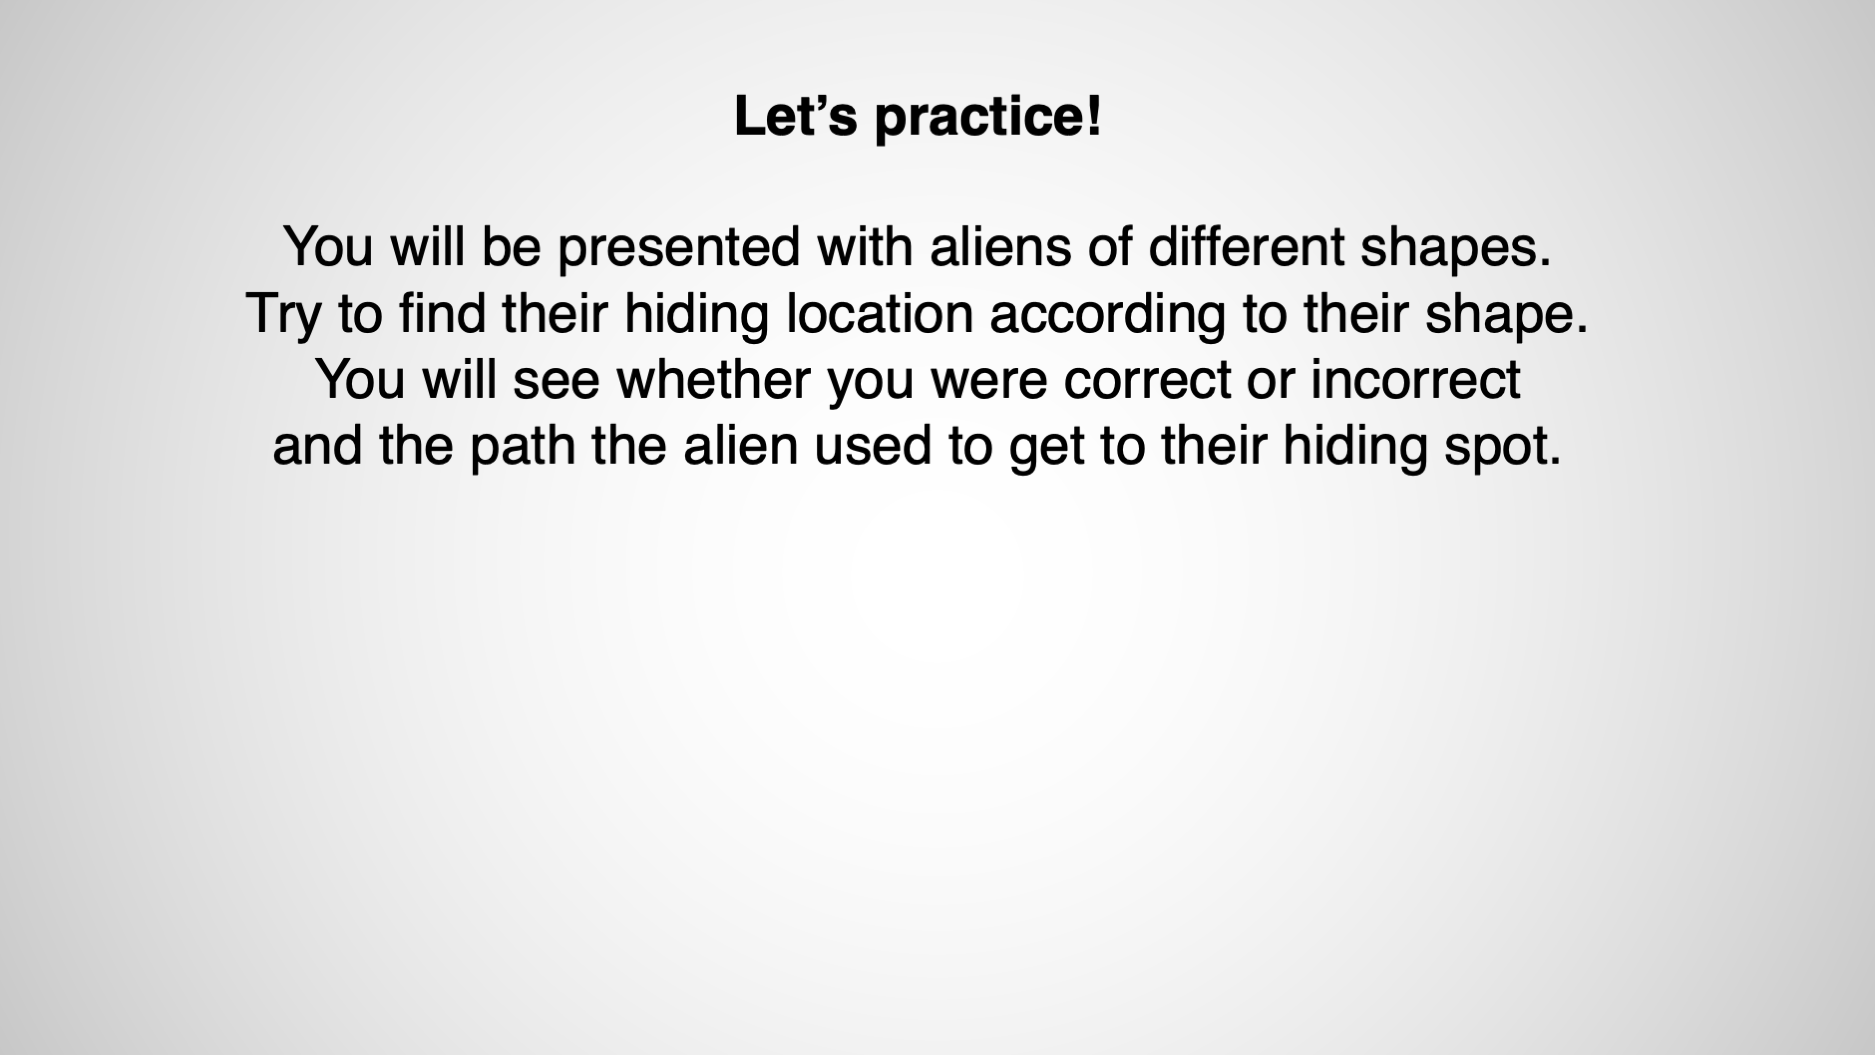 Let’s practice!
You will be presented with aliens of different shapes.
Try to find their hiding location according to their shape.
You will see whether you were correct or incorrect
and the path the alien used to get to their hiding spot.